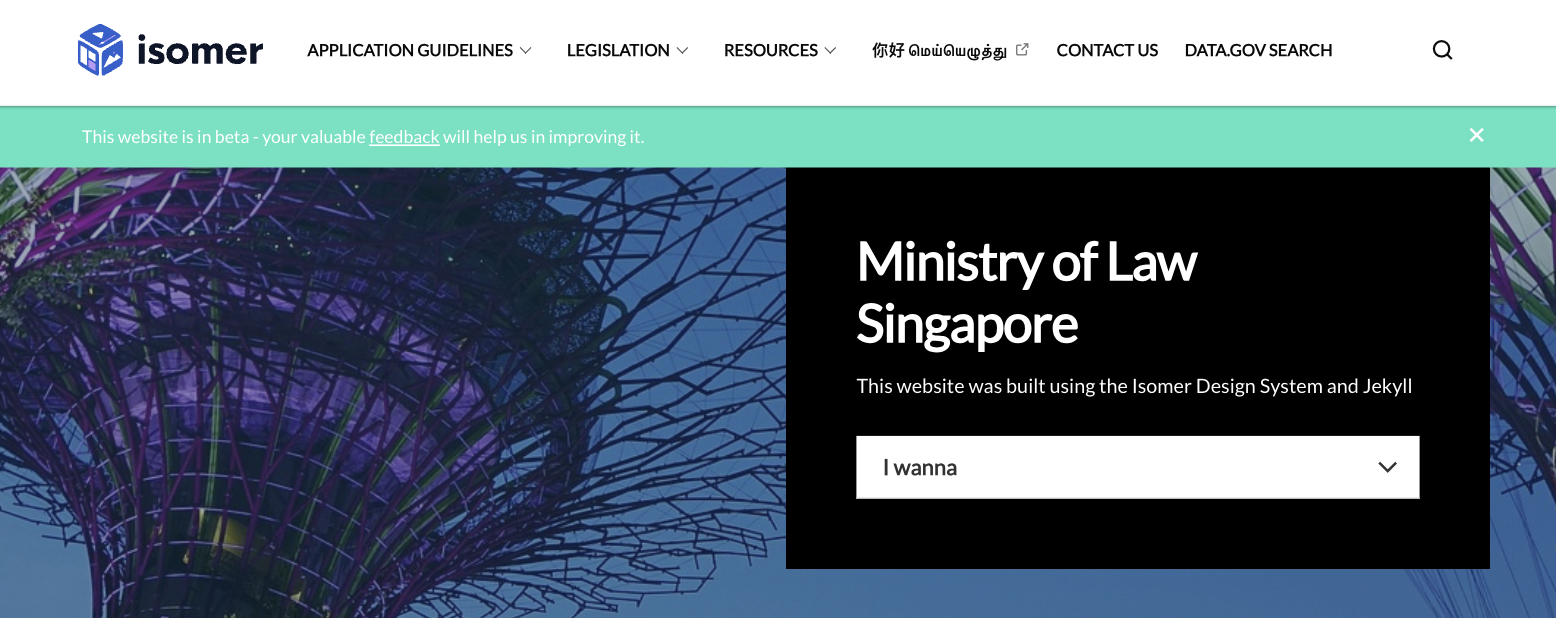 isomer
APPLICATION GUIDELINES
LEGISLATION
RESOURCES
你好 மெய்யெழுத்து
CONTACT US
DATA.GOV SEARCH
This website is in beta - your valuable feedback will help us in improving it.
Ministry of Law
Singapore
This website was built using the Isomer Design System and Jekyll
I wanna